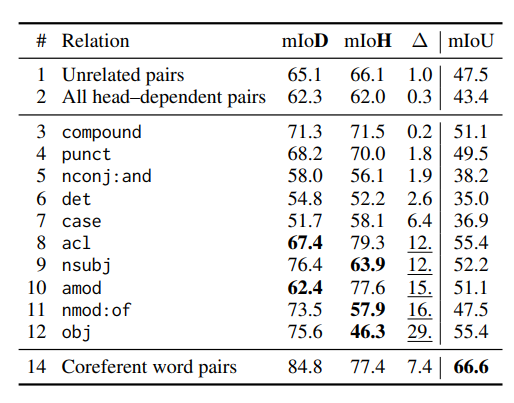 # Relation mIoD mIoH Δ mIoU
1 Unrelated pairs 65.1 66.1 1.0 47.5
2 All head–dependent pairs 62.3 62.0 0.3 43.4
3 compound 71.3 71.5 0.2 51.1
4 punct 68.2 70.0 1.8 49.5
5 nconj:and 58.0 56.1 1.9 38.2
6 det 54.8 52.2 2.6 35.0
7 case 51.7 58.1 6.4 36.9
8 acl 67.4 79.3 12. 55.4
9 nsubj 76.4 63.9 12. 52.2
10 amod 62.4 77.6 15. 51.1
11 nmod:of 73.5 57.9 16. 47.5
12 obj 75.6 46.3 29. 55.4
14 Coreferent word pairs 84.8 77.4 7.4 66.6